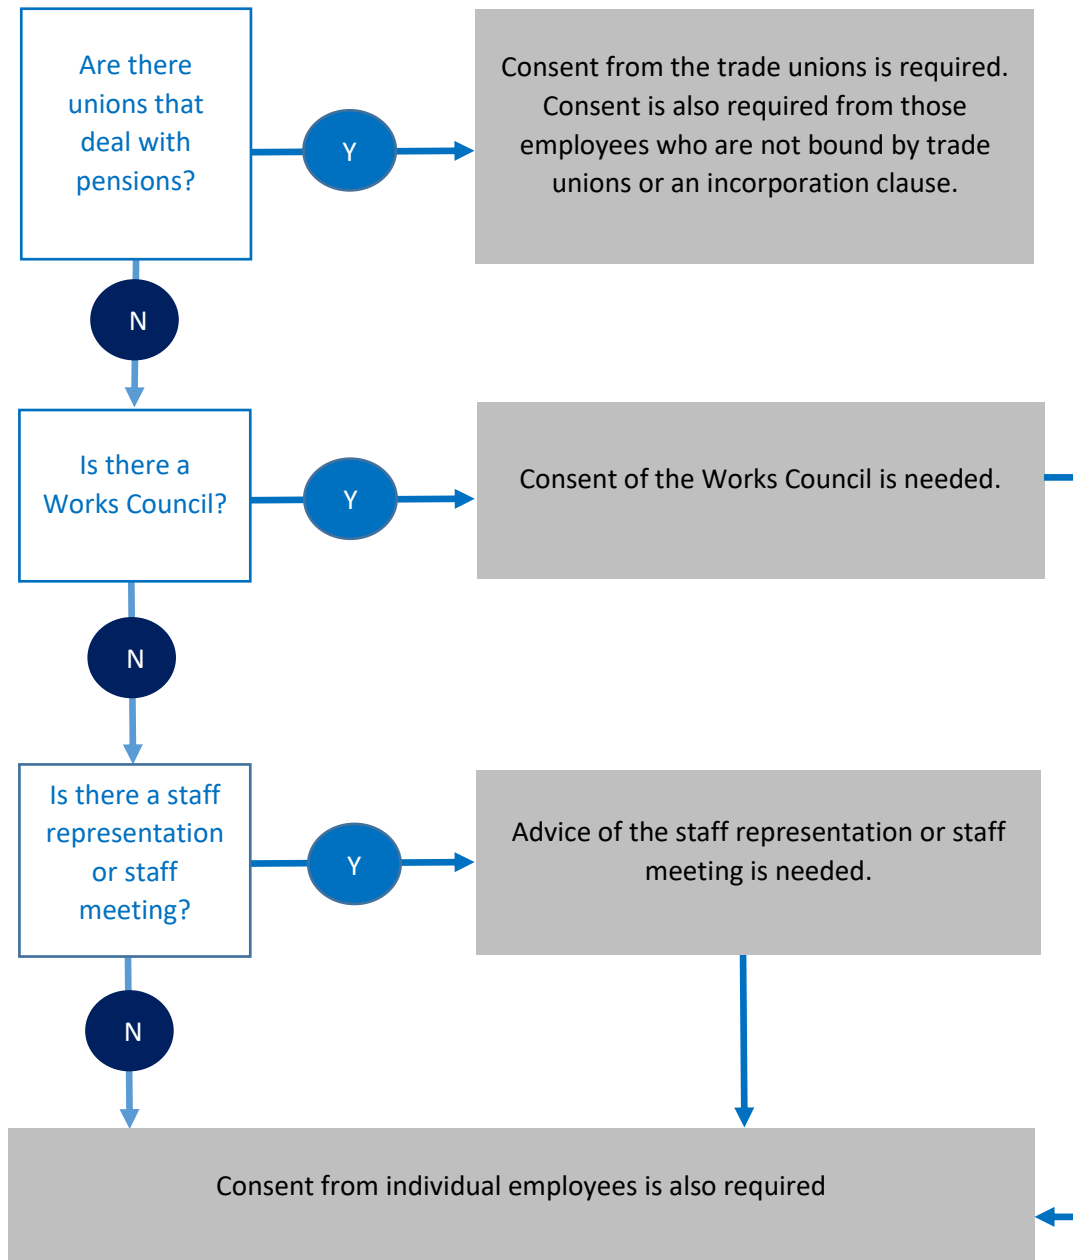 Are there
unions that
deal with
pensions?
Y
Consent from the trade unions is required.
Consent is also required from those
employees who are not bound by trade
unions or an incorporation clause.
N
Is there a
Works Council?
Y
Consent of the Works Council is needed.
N
Is there a staff
representation
or staff
meeting?
Y
Advice of the staff representation or staff
meeting is needed.
N
Consent from individual employees is also required